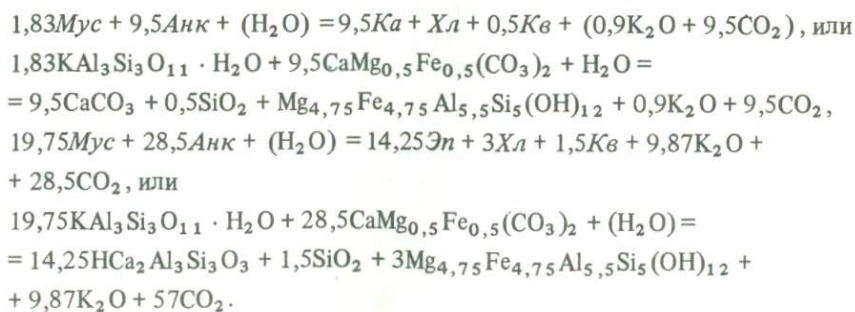 1,83Мус + 9,5Анк + (H₂O) =9,5Ка + Хл + 0,5Кв + (0,9K₂O + 9,5CO₂), или
1,83KAl₃Si₃O₁₁ · H₂O + 9,5CaMg₀,₅Fe₀,₅(CO₃)₂ + H₂O =
= 9,5CaCO₃ + 0,5SiO₂ + Mg₄,₇₅Fe₄,₇₅Al₅,₅Si₅(OH)₁₂ + 0,9K₂O + 9,5CO₂,
19,75Мус + 28,5Анк + (H₂O) = 14,25Эп + 3Хл + 1,5Кв + 9,87K₂O +
+ 28,5CO₂, или
19,75KAl₃Si₃O₁₁ · H₂O + 28,5CaMg₀,₅Fe₀,₅(CO₃)₂ + (H₂O) =
= 14,25HCa₂Al₃Si₃O₃ + 1,5SiO₂ + 3Mg₄,₇₅Fe₄,₇₅Al₅,₅Si₅(OH)₁₂ +
+ 9,87K₂O + 57CO₂.